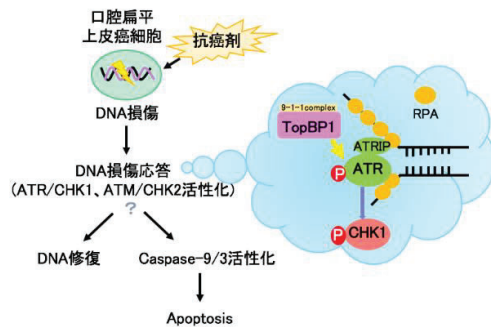 口腔扁平
上皮癌細胞
抗癌剤
DNA損傷
DNA損傷応答
(ATR/CHK1、ATM/CHK2活性化)
?
DNA修復
Caspase-9/3活性化
Apoptosis
9-1-1complex
TopBP1
RPA
ATRIP
ATR
P
CHK1
P